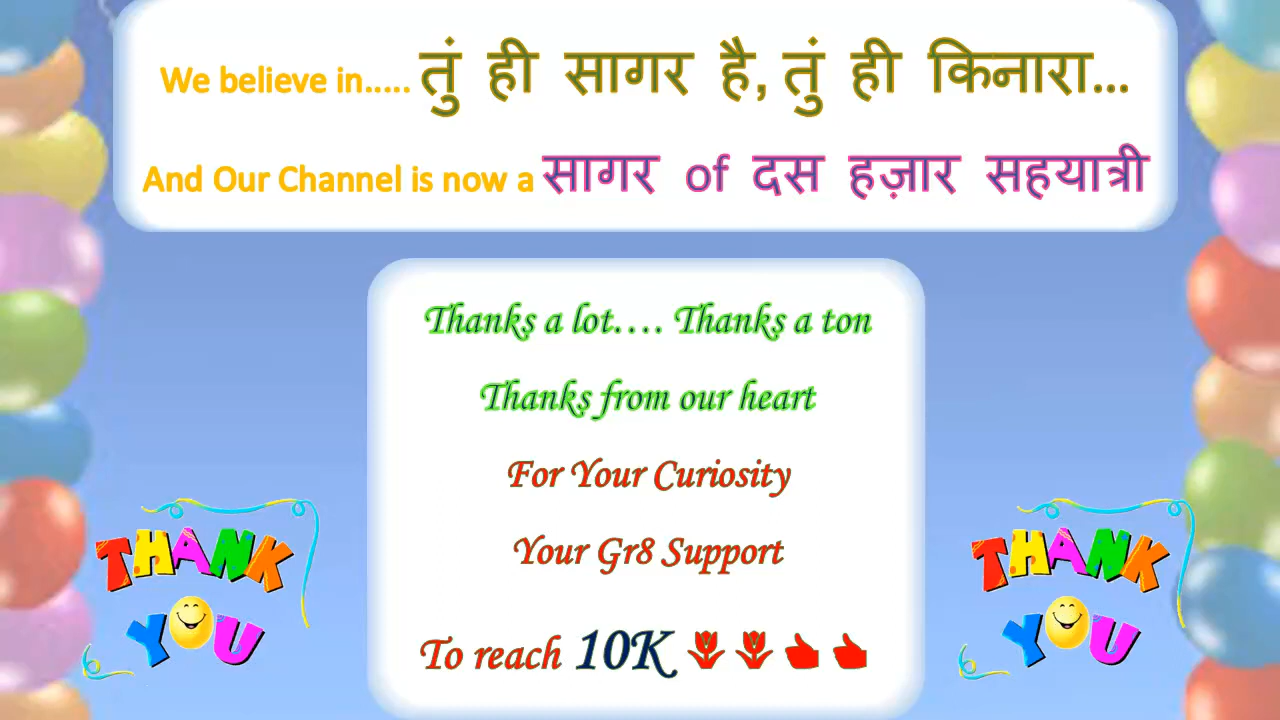 We believe in..... तुं ही सागर है, तुं ही किनारा...
And Our Channel is now a सागर of दस हज़ार सहयात्री
Thanks a lot.... Thanks a ton
Thanks from our heart
For Your Curiosity
Your Gr8 Support
To reach 10K 🌷🌷👍👍
THANK YOU
THANK YOU